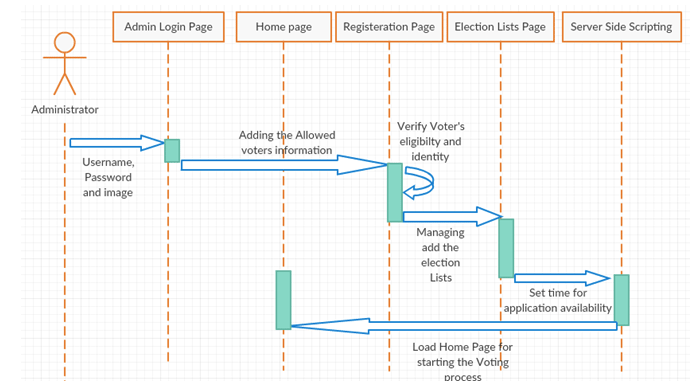 Admin Login Page
Home page
Registeration Page
Election Lists Page
Server Side Scripting
Administrator
Username,
Password
and image
Adding the Allowed
voters information
Verify Voter's
eligibilty and
identity
Managing
add the
election
Lists
Set time for
application availability
Load Home Page for
starting the Voting
process